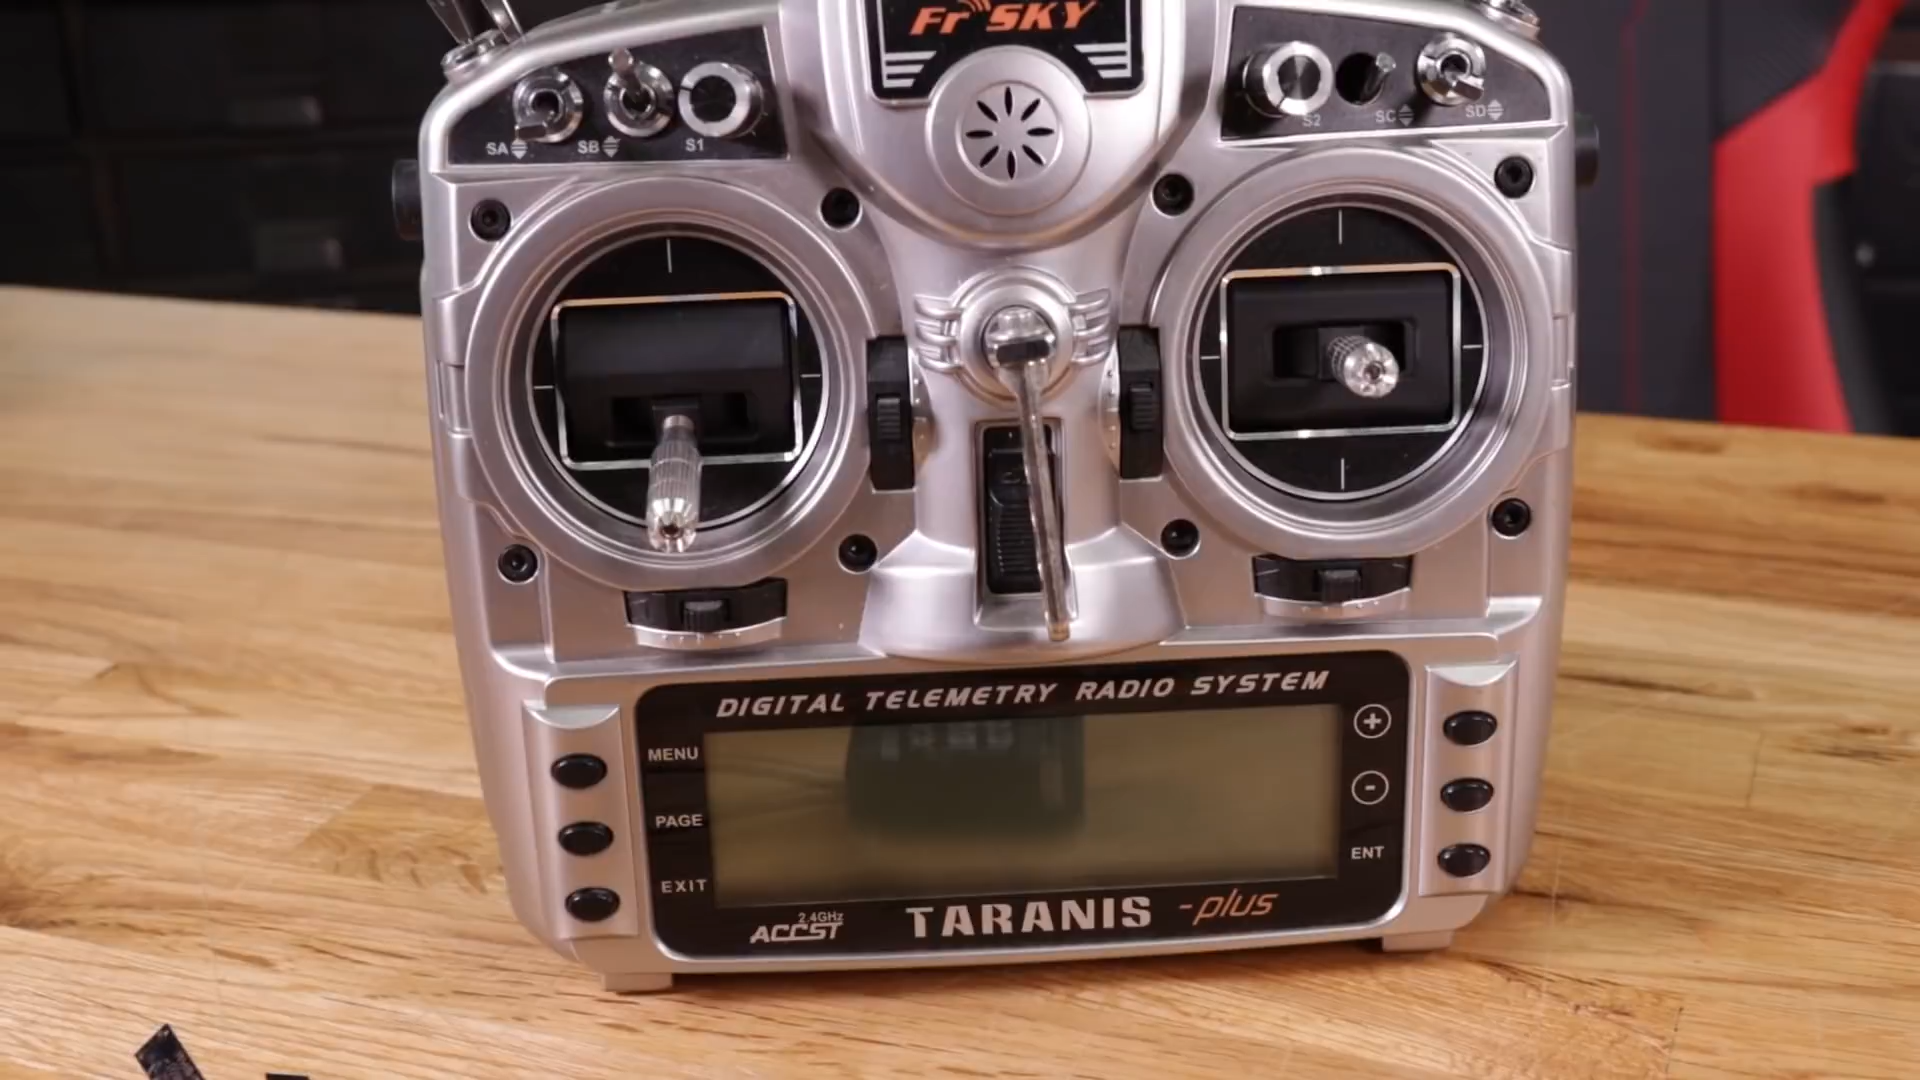 FrSKY
SA SB S1
S2 SC SD
DIGITAL TELEMETRY RADIO SYSTEM
MENU
+
PAGE
-
EXIT
ENT
2.4GHz
ACCST
TARANIS -plus